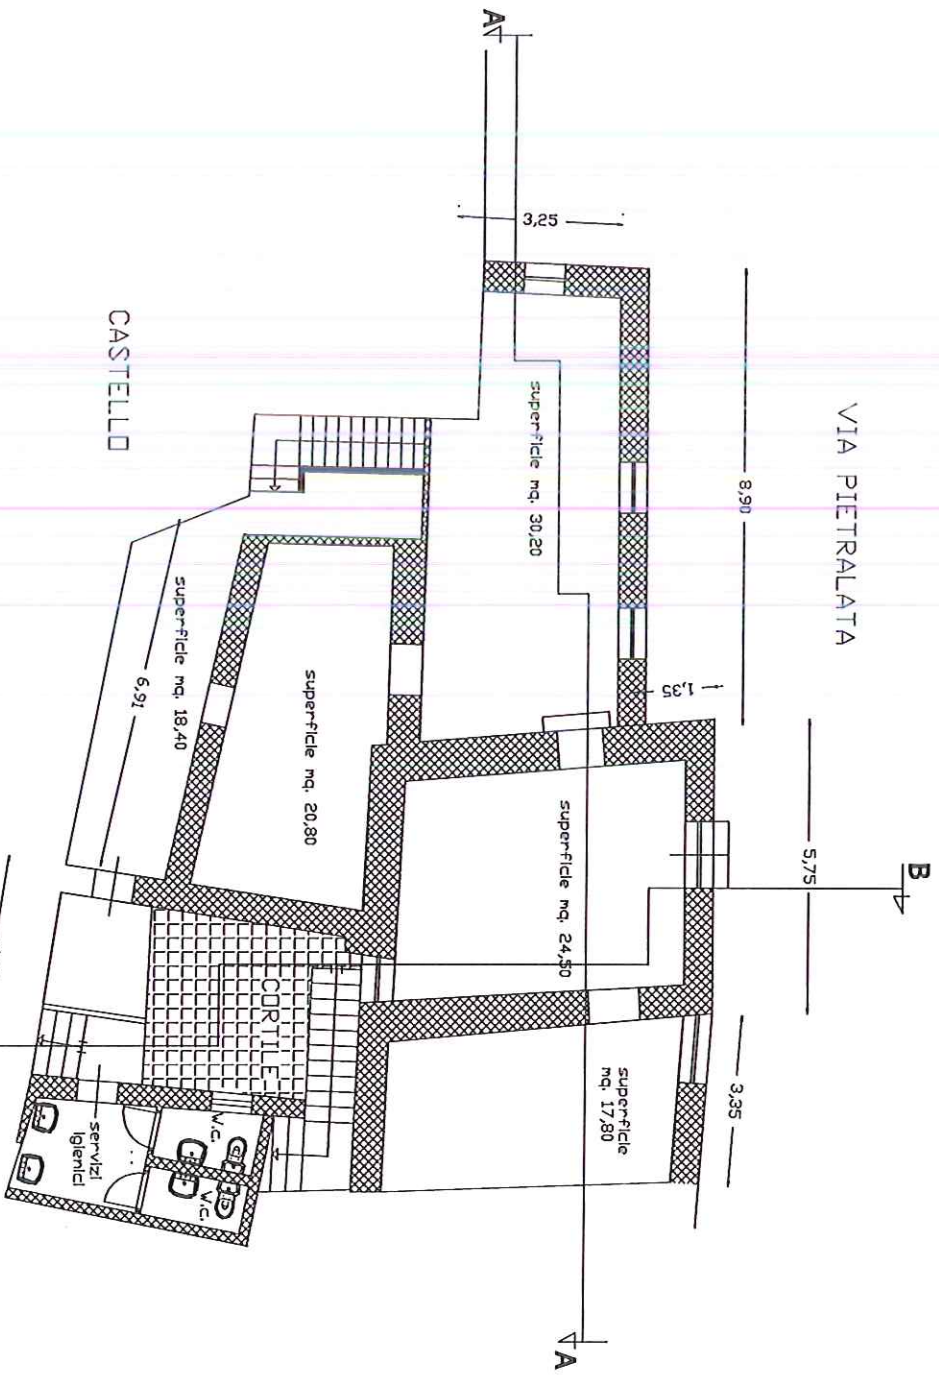 VIA PIETRALATA
B
8,90
5,75
3,35
1,35
3,25
A
A
superficie mq. 30,20
superficie mq. 24,50
superficie
mq. 17,80
superficie mq. 20,80
superficie mq. 18,40
6,91
CASTELLO
CORTILE
W.C.
W.C.
servizi
igienici